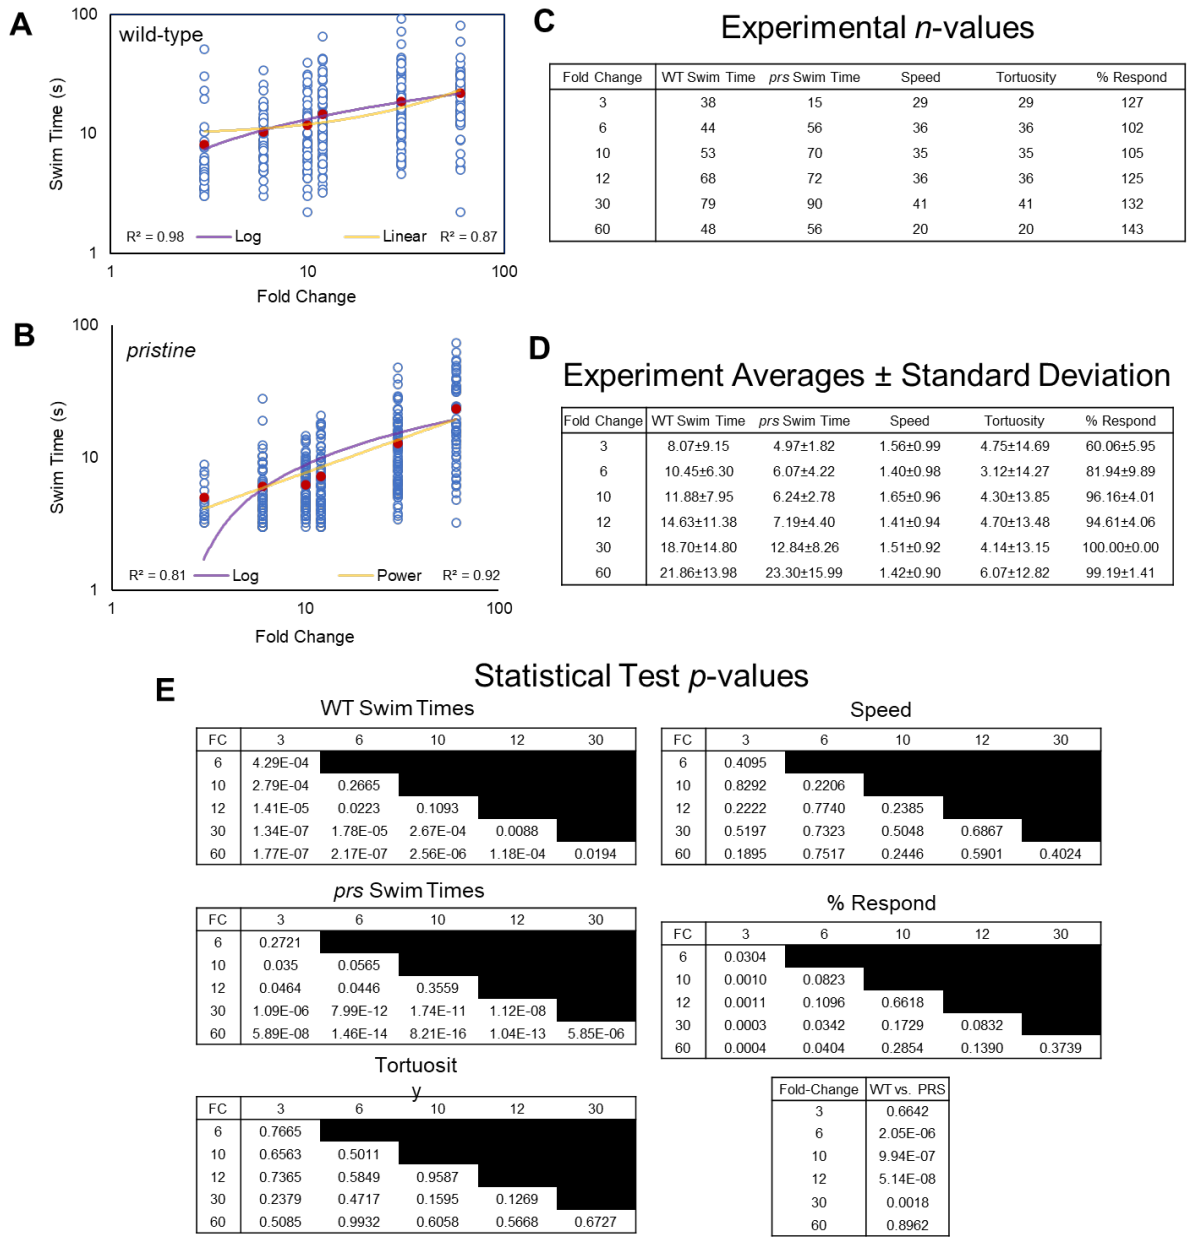 A
wild-type
100
10
1
Swim Time (s)
R² = 0.98 Log Linear R² = 0.87
1 10 100
Fold Change
B
pristine
100
10
1
Swim Time (s)
R² = 0.81 Log Power R² = 0.92
1 10 100
Fold Change
C
Experimental n-values
Fold Change WT Swim Time prs Swim Time Speed Tortuosity % Respond
3 38 15 29 29 127
6 44 56 36 36 102
10 53 70 35 35 105
12 68 72 36 36 125
30 79 90 41 41 132
60 48 56 20 20 143
D
Experiment Averages ± Standard Deviation
Fold Change WT Swim Time prs Swim Time Speed Tortuosity % Respond
3 8.07±9.15 4.97±1.82 1.56±0.99 4.75±14.69 60.06±5.95
6 10.45±6.30 6.07±4.22 1.40±0.98 3.12±14.27 81.94±9.89
10 11.88±7.95 6.24±2.78 1.65±0.96 4.30±13.85 96.16±4.01
12 14.63±11.38 7.19±4.40 1.41±0.94 4.70±13.48 94.61±4.06
30 18.70±14.80 12.84±8.26 1.51±0.92 4.14±13.15 100.00±0.00
60 21.86±13.98 23.30±15.99 1.42±0.90 6.07±12.82 99.19±1.41
E
Statistical Test p-values
WT Swim Times
FC 3 6 10 12 30
6 4.29E-04
10 2.79E-04 0.2665
12 1.41E-05 0.0223 0.1093
30 1.34E-07 1.78E-05 2.67E-04 0.0088
60 1.77E-07 2.17E-07 2.56E-06 1.18E-04 0.0194
prs Swim Times
FC 3 6 10 12 30
6 0.2721
10 0.035 0.0565
12 0.0464 0.0446 0.3559
30 1.09E-06 7.99E-12 1.74E-11 1.12E-08
60 5.89E-08 1.46E-14 8.21E-16 1.04E-13 5.85E-06
Tortuosit
y
FC 3 6 10 12 30
6 0.7665
10 0.6563 0.5011
12 0.7365 0.5849 0.9587
30 0.2379 0.4717 0.1595 0.1269
60 0.5085 0.9932 0.6058 0.5668 0.6727
Speed
FC 3 6 10 12 30
6 0.4095
10 0.8292 0.2206
12 0.2222 0.7740 0.2385
30 0.5197 0.7323 0.5048 0.6867
60 0.1895 0.7517 0.2446 0.5901 0.4024
% Respond
FC 3 6 10 12 30
6 0.0304
10 0.0010 0.0823
12 0.0011 0.1096 0.6618
30 0.0003 0.0342 0.1729 0.0832
60 0.0004 0.0404 0.2854 0.1390 0.3739
Fold-Change WT vs. PRS
3 0.6642
6 2.05E-06
10 9.94E-07
12 5.14E-08
30 0.0018
60 0.8962